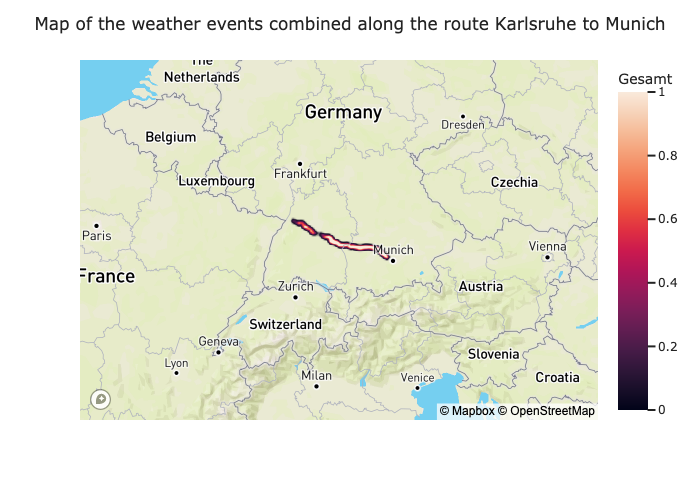 Map of the weather events combined along the route Karlsruhe to Munich
The
Netherlands
Germany
Dresden
Belgium
Frankfurt
Luxembourg
Czechia
Paris
Munich
Vienna
France
Zurich
Austria
Switzerland
Geneva
Lyon
Slovenia
Milan
Venice
Croatia
© Mapbox © OpenStreetMap
Gesamt
1
0.8
0.6
0.4
0.2
0